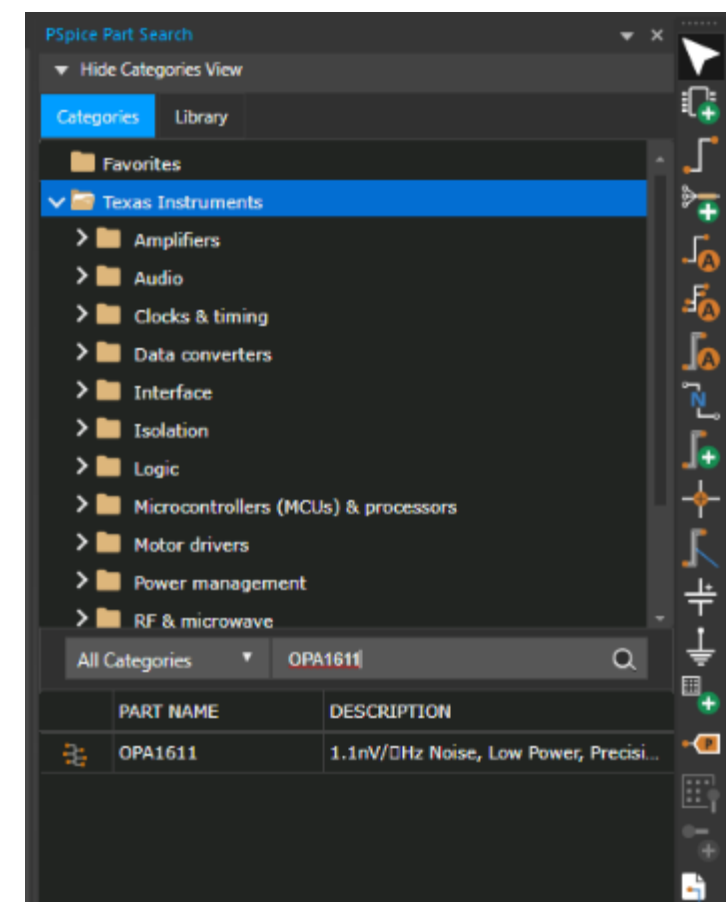 PSpice Part Search
Hide Categories View
Categories Library
Favorites
Texas Instruments
Amplifiers
Audio
Clocks & timing
Data converters
Interface
Isolation
Logic
Microcontrollers (MCUs) & processors
Motor drivers
Power management
RF & microwave
All Categories OPA1611
PART NAME DESCRIPTION
OPA1611 1.1nV/▯Hz Noise, Low Power, Precisi...
A
A
A
N
P